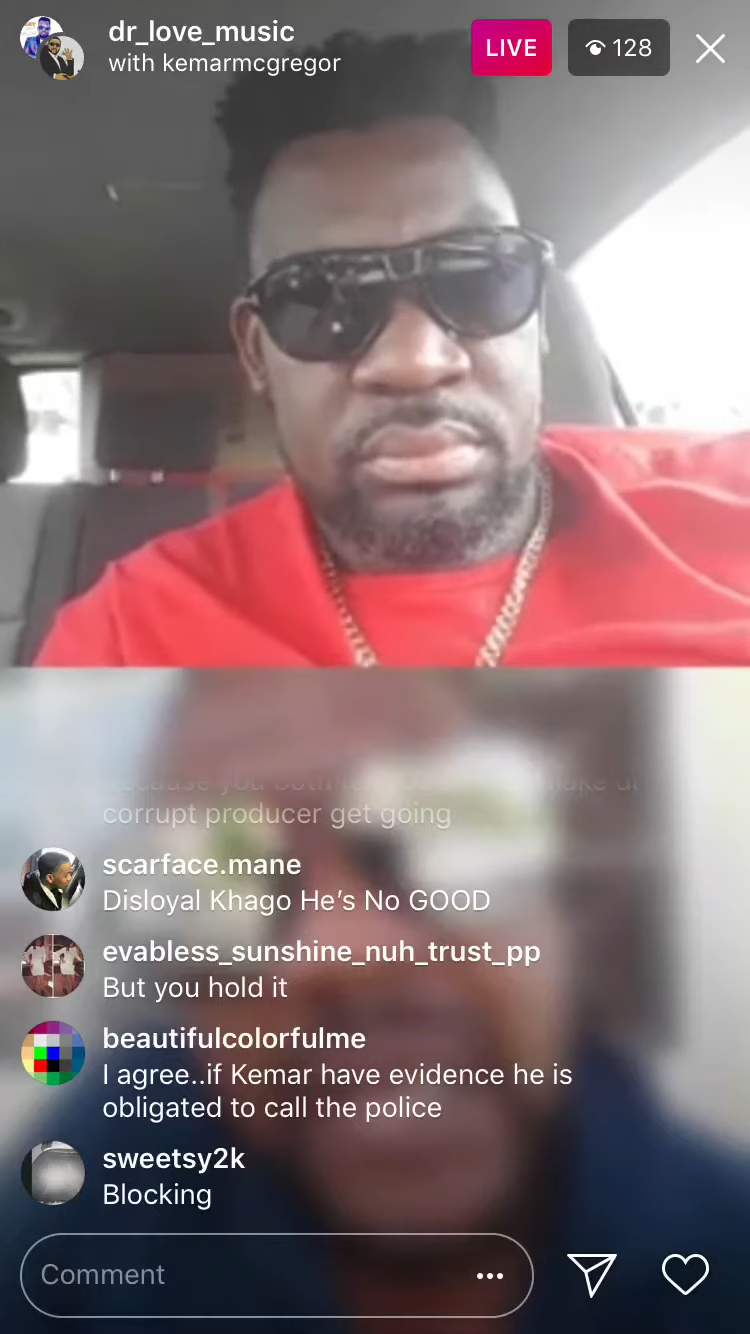 dr_love_music
with kemarmcgregor
LIVE
128
corrupt producer get going
scarface.mane
Disloyal Khago He's No GOOD
evabless_sunshine_nuh_trust_pp
But you hold it
beautifulcolorfulme
I agree..if Kemar have evidence he is
obligated to call the police
sweetsy2k
Blocking
Comment